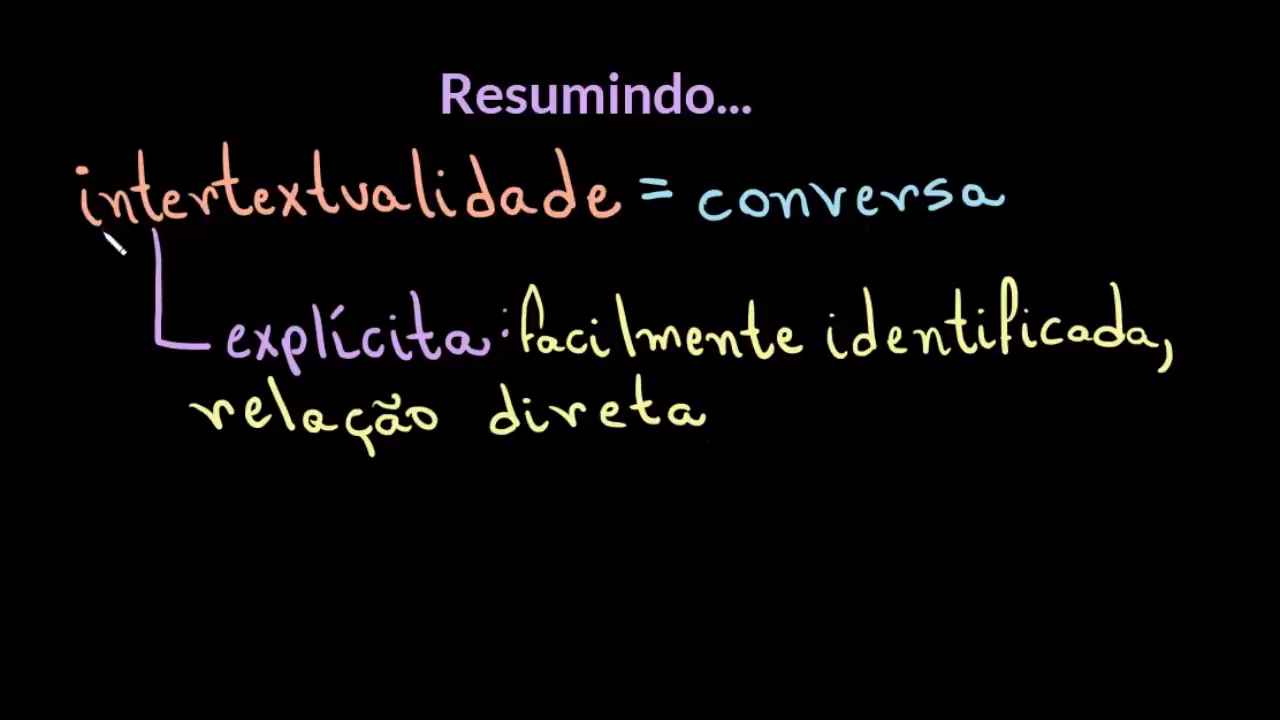 Resumindo...
intertextualidade = conversa
explícita: facilmente identificada,
relação direta